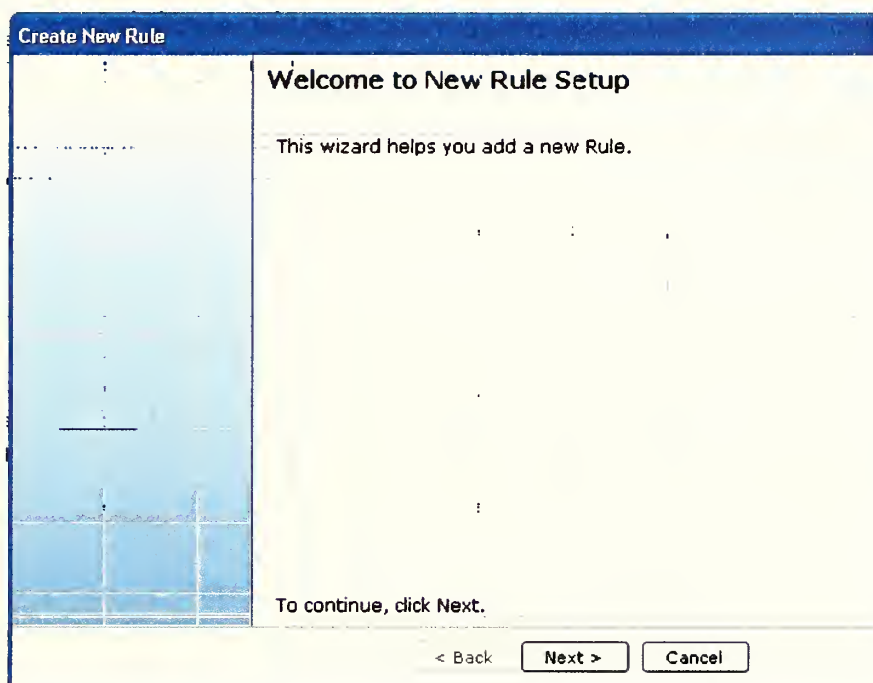 Create New Rule
Welcome to New Rule Setup
This wizard helps you add a new Rule.
To continue, click Next.
< Back Next > Cancel